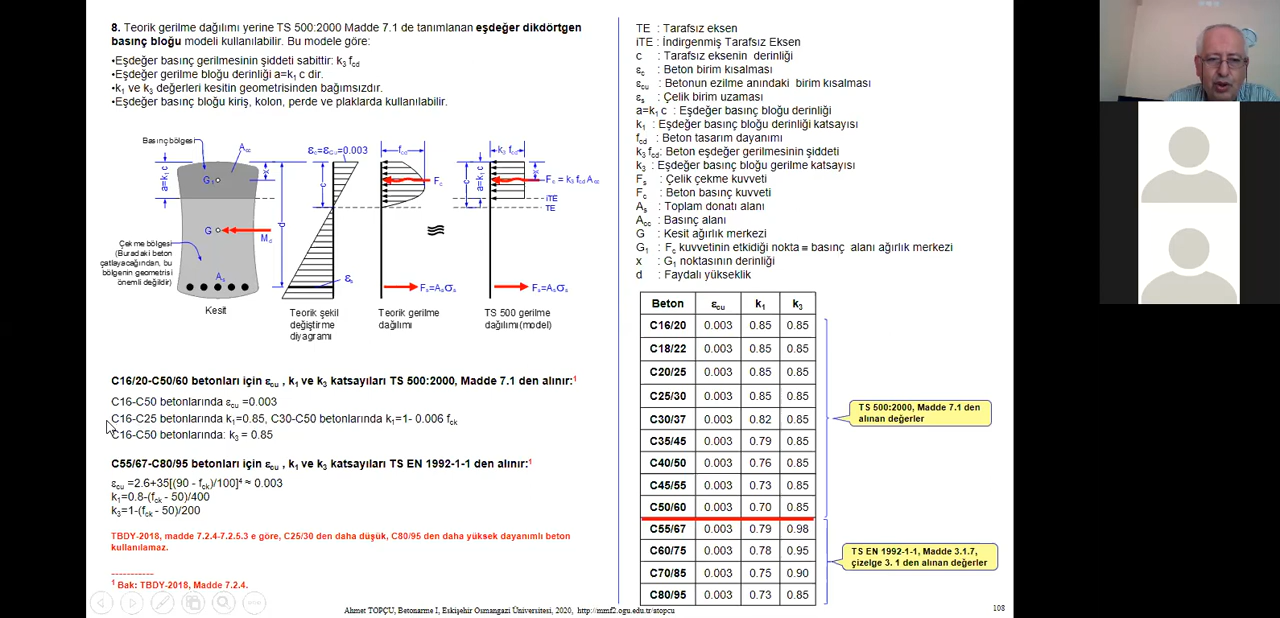 8. Teorik gerilme dağılımı yerine TS 500:2000 Madde 7.1 de tanımlanan eşdeğer dikdörtgen
basınç bloğu modeli kullanılabilir. Bu modele göre:
•Eşdeğer basınç gerilmesinin şiddeti sabittir: k3 fcd
•Eşdeğer gerilme bloğu derinliği a=k1 c dir.
•k1 ve k3 değerleri kesitin geometrisinden bağımsızdır.
•Eşdeğer basınç bloğu kiriş, kolon, perde ve plaklarda kullanılabilir.
Basınç bölgesi
Acc
a=k1 c
G1
x
G
Mc
d
Çekme bölgesi
(Buradaki beton
çatlayacağından, bu
bölgenin geometrisi
önemli değildir)
As
Kesit
εc=εcu=0.003
c
εs
Teorik şekil
değiştirme
diyagramı
fcd
Fc
Fs=Asσs
Teorik gerilme
dağılımı
≋
k3 fcd
c
a=k1 c
x
Fc = k3 fcd Acc
iTE
TE
Fs=Asσs
TS 500 gerilme
dağılımı(model)
C16/20-C50/60 betonları için εcu , k1 ve k3 katsayıları TS 500:2000, Madde 7.1 den alınır:1
C16-C50 betonlarında εcu =0.003
C16-C25 betonlarında k1=0.85, C30-C50 betonlarında k1=1- 0.006 fck
C16-C50 betonlarında: k3 = 0.85
C55/67-C80/95 betonları için εcu , k1 ve k3 katsayıları TS EN 1992-1-1 den alınır:1
εcu =2.6+35[(90 - fck)/100]4 ≈ 0.003
k1=0.8-(fck - 50)/400
k3=1-(fck - 50)/200
TBDY-2018, madde 7.2.4-7.2.5.3 e göre, C25/30 den daha düşük, C80/95 den daha yüksek dayanımlı beton
kullanılamaz.
-----------
1 Bak: TBDY-2018, Madde 7.2.4.
TE : Tarafsız eksen
iTE : İndirgenmiş Tarafsız Eksen
c : Tarafsız eksenin derinliği
εc : Beton birim kısalması
εcu : Betonun ezilme anındaki birim kısalması
εs : Çelik birim uzaması
a=k1 c : Eşdeğer basınç bloğu derinliği
k1 : Eşdeğer basınç bloğu derinliği katsayısı
fcd : Beton tasarım dayanımı
k3 fcd: Beton eşdeğer gerilmesinin şiddeti
k3 : Eşdeğer basınç bloğu gerilme katsayısı
Fs : Çelik çekme kuvveti
Fc : Beton basınç kuvveti
As : Toplam donatı alanı
Acc : Basınç alanı
G : Kesit ağırlık merkezi
G1 : Fc kuvvetinin etkidiği nokta ≡ basınç alanı ağırlık merkezi
x : G1 noktasının derinliği
d : Faydalı yükseklik
Beton εcu k1 k3
C16/20 0.003 0.85 0.85
C18/22 0.003 0.85 0.85
C20/25 0.003 0.85 0.85
C25/30 0.003 0.85 0.85
C30/37 0.003 0.82 0.85
C35/45 0.003 0.79 0.85
C40/50 0.003 0.76 0.85
C45/55 0.003 0.73 0.85
C50/60 0.003 0.70 0.85
C55/67 0.003 0.79 0.98
C60/75 0.003 0.78 0.95
C70/85 0.003 0.75 0.90
C80/95 0.003 0.73 0.85
TS 500:2000, Madde 7.1 den
alınan değerler
TS EN 1992-1-1, Madde 3.1.7,
çizelge 3. 1 den alınan değerler
Ahmet TOPÇU, Betonarme I, Eskişehir Osmangazi Üniversitesi, 2020, http://mmf2.ogu.edu.tr/atopcu
108